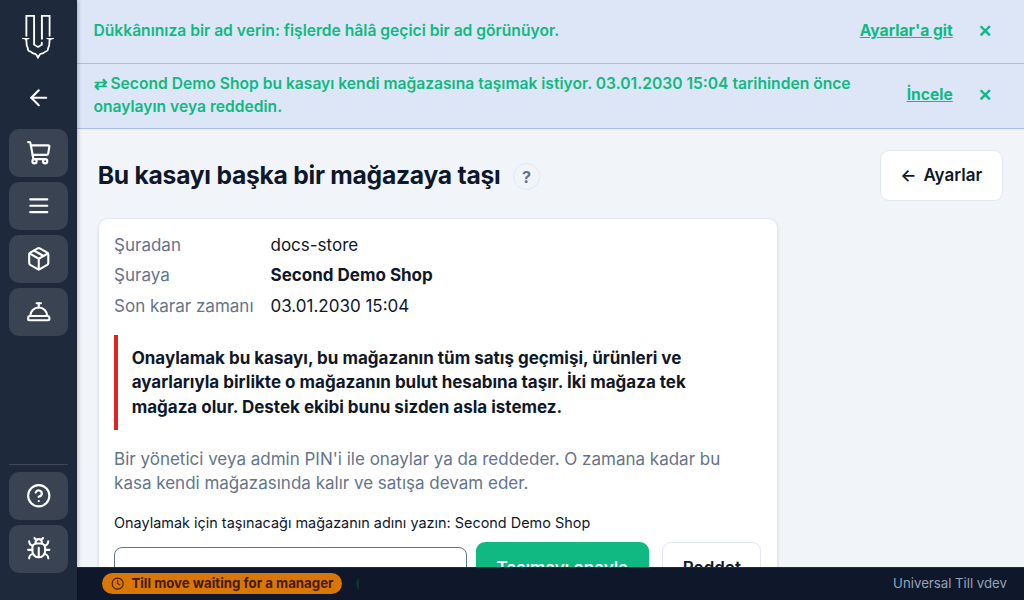 Dükkânınıza bir ad verin: fişlerde hâlâ geçici bir ad görünüyor.
Ayarlar'a git ×
⇄ Second Demo Shop bu kasayı kendi mağazasına taşımak istiyor. 03.01.2030 15:04 tarihinden önce
onaylayın veya reddedin.
İncele ×
Bu kasayı başka bir mağazaya taşı ?
← Ayarlar
Şuradan docs-store
Şuraya Second Demo Shop
Son karar zamanı 03.01.2030 15:04
Onaylamak bu kasayı, bu mağazanın tüm satış geçmişi, ürünleri ve
ayarlarıyla birlikte o mağazanın bulut hesabına taşır. İki mağaza tek
mağaza olur. Destek ekibi bunu sizden asla istemez.
Bir yönetici veya admin PIN'i ile onaylar ya da reddeder. O zamana kadar bu
kasa kendi mağazasında kalır ve satışa devam eder.
Onaylamak için taşınacağı mağazanın adını yazın: Second Demo Shop
Taşımayı onayla Reddet
Till move waiting for a manager
Universal Till vdev